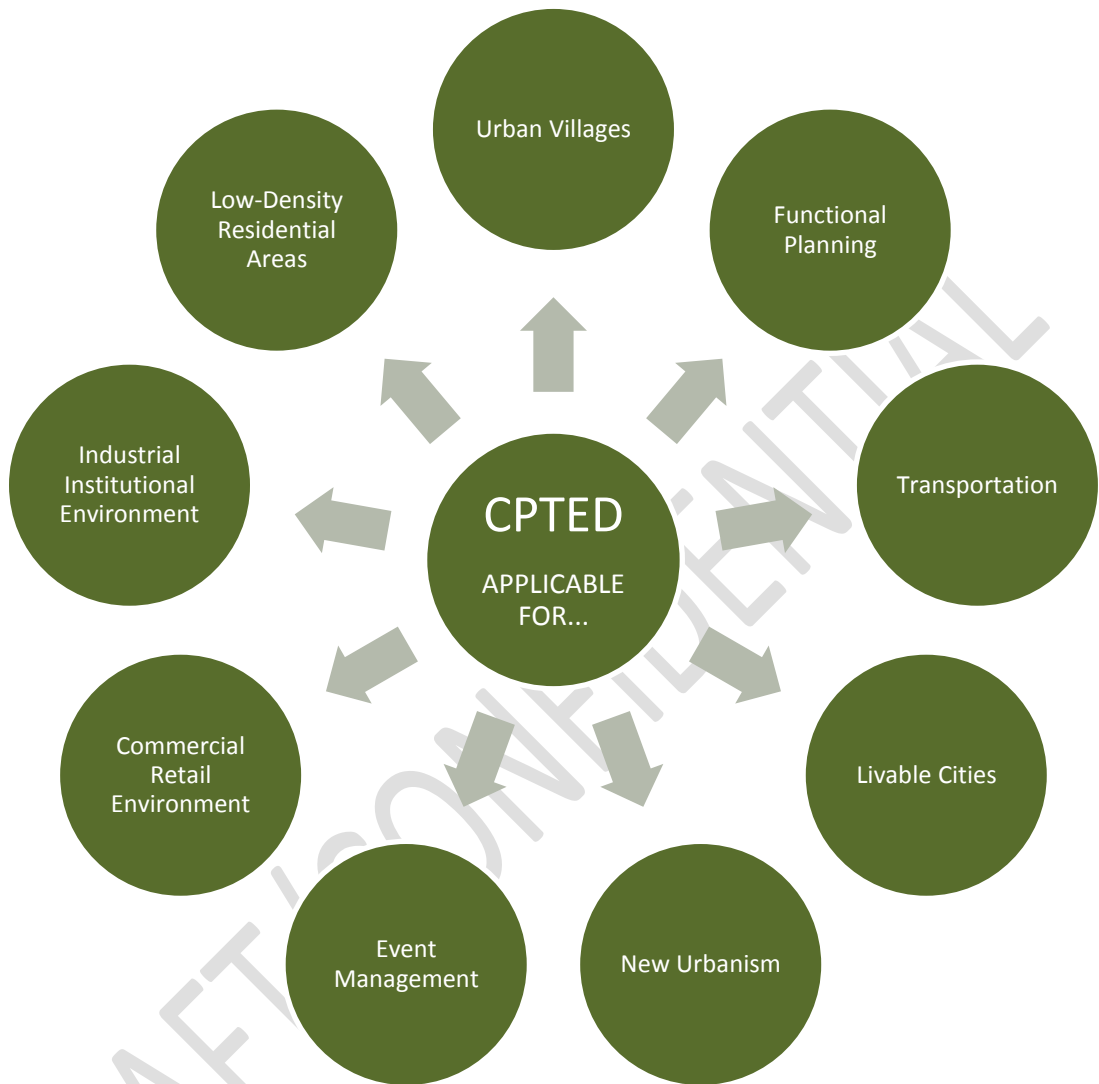 Urban Villages
Functional
Planning
Transportation
Livable Cities
New Urbanism
Event
Management
Commercial
Retail
Environment
Industrial
Institutional
Environment
Low-Density
Residential
Areas
CPTED
APPLICABLE
FOR...